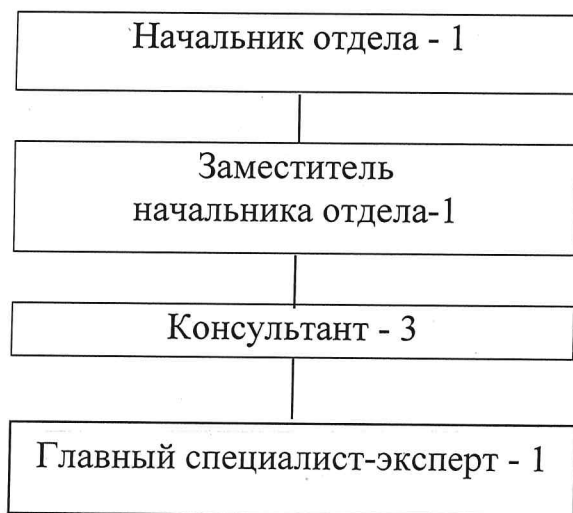 Начальник отдела - 1
Заместитель
начальника отдела-1
Консультант - 3
Главный специалист-эксперт - 1